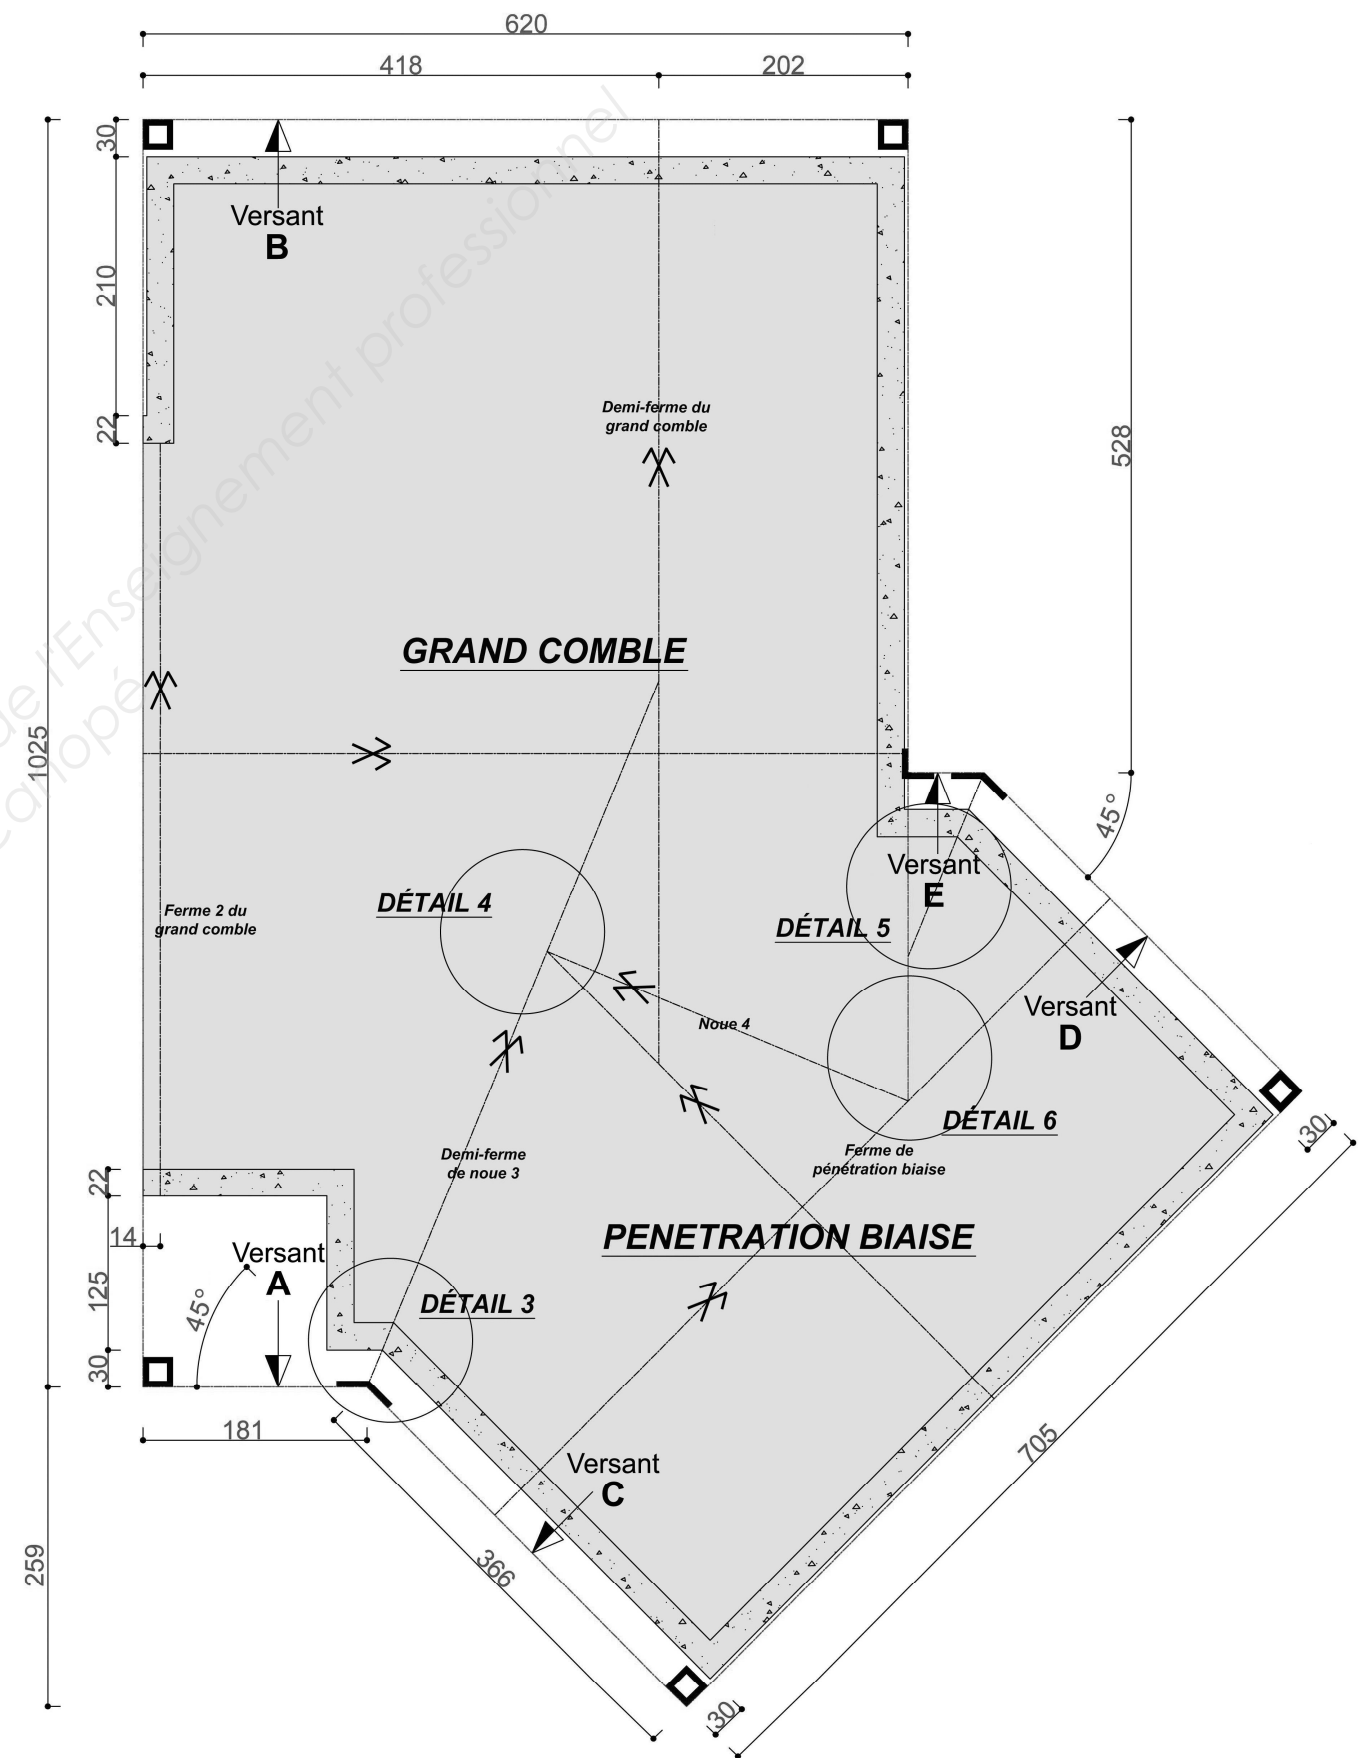 620
418
202
30
Versant
B
210
22
de l'Enseignement professionnel
Demi-ferme du
grand comble
528
GRAND COMBLE
1025
45°
Versant
E
DÉTAIL 4
Ferme 2 du
grand comble
DÉTAIL 5
Versant
D
Noue 4
DÉTAIL 6
30
Demi-ferme
de noue 3
Ferme de
pénétration biaise
22
14
PENETRATION BIAISE
Versant
A
125
45°
DÉTAIL 3
30
181
705
Versant
C
259
366
30